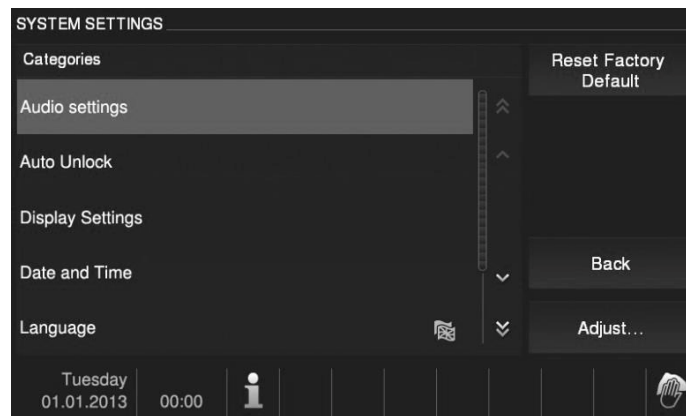 SYSTEM SETTINGS
Categories
Audio settings
Auto Unlock
Display Settings
Date and Time
Language
Reset Factory
Default
Back
Adjust...
Tuesday
01.01.2013
00:00